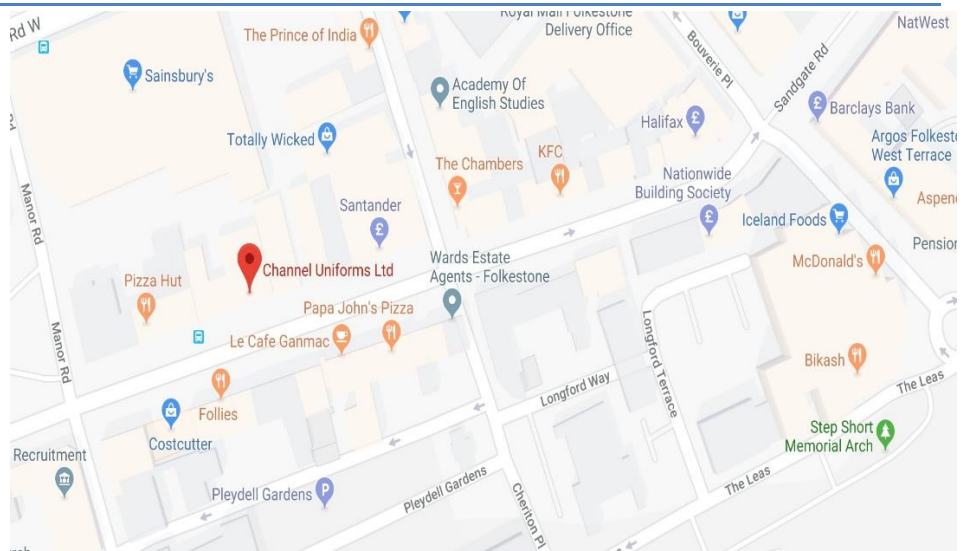 Rd W
The Prince of India
Royal Mail Folkestone
Delivery Office
NatWest
Sainsbury's
Academy Of
English Studies
Bouverie Pl
Sandgate Rd
Barclays Bank
Halifax
Totally Wicked
Argos Folkest
West Terrace
The Chambers
KFC
Nationwide
Building Society
Manor Rd
Rd
Santander
Iceland Foods
Aspen
Pension
Wards Estate
Agents - Folkestone
McDonald's
Channel Uniforms Ltd
Pizza Hut
Papa John's Pizza
Le Cafe Ganmac
Manor Rd
Longford Terrace
Bikash
The Leas
Longford Way
Follies
Costcutter
Step Short
Memorial Arch
Recruitment
Pleydell Gardens
P
Pleydell Gardens
The Leas
Cheriton Pl